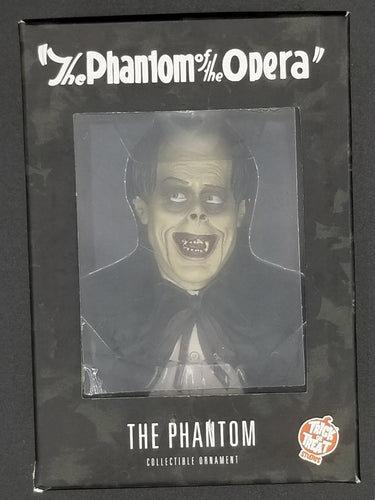 "The Phantom of the Opera"
THE PHANTOM
COLLECTIBLE ORNAMENT
TRICK
OR
TREAT
STUDIOS